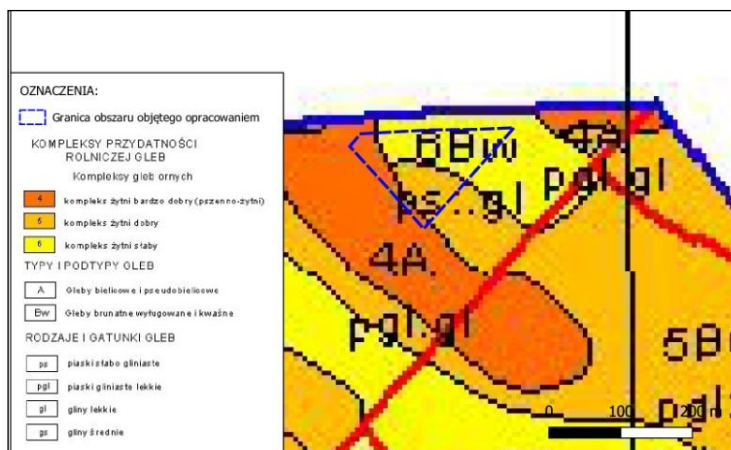 OZNACZENIA:
Granica obszaru objętego opracowaniem
KOMPLEKSY PRZYDATNOŚCI
ROLNICZEJ GLEB
Kompleksy gleb ornych
4 kompleks żytni bardzo dobry (pszenno-żytni)
5 kompleks żytni dobry
6 kompleks żytni słaby
TYPY I PODTYPY GLEB
A Gleby bielicowe i pseudobielicowe
Bw Gleby brunatne wyługowane i kwaśne
RODZAJE I GATUNKI GLEB
ps piaski słabo gliniaste
pgl piaski gliniaste lekkie
gl gliny lekkie
gs gliny średnie
6Bw
ps..gl
4A
pgl.gl
4A
pgl.gl
5B
pgl
0 100 200 m